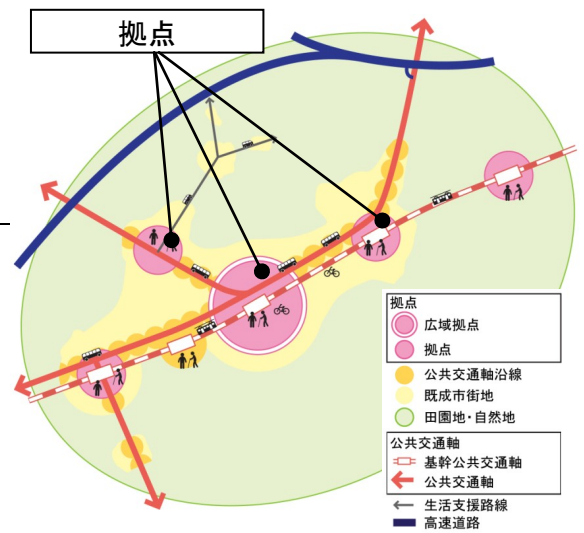 拠点
拠点
広域拠点
拠点
公共交通軸沿線
既成市街地
田園地・自然地
公共交通軸
基幹公共交通軸
公共交通軸
生活支援路線
高速道路